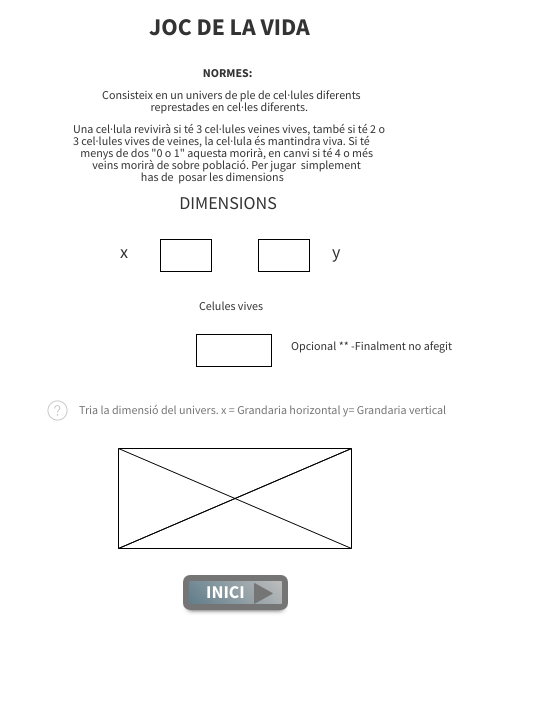 JOC DE LA VIDA
NORMES:
Consisteix en un univers de ple de cel·lules diferents
represtades en cel·les diferents.
Una cel·lula revivirà si té 3 cel·lules veines vives, també si té 2 o
3 cel·lules vives de veines, la cel·lula és mantindra viva. Si té
menys de dos "0 o 1" aquesta morirà, en canvi si té 4 o més
veins morirà de sobre població. Per jugar simplement
has de posar les dimensions
DIMENSIONS
x y
Celules vives
Opcional ** -Finalment no afegit
? Tria la dimensió del univers. x = Grandaria horizontal y= Grandaria vertical
INICI